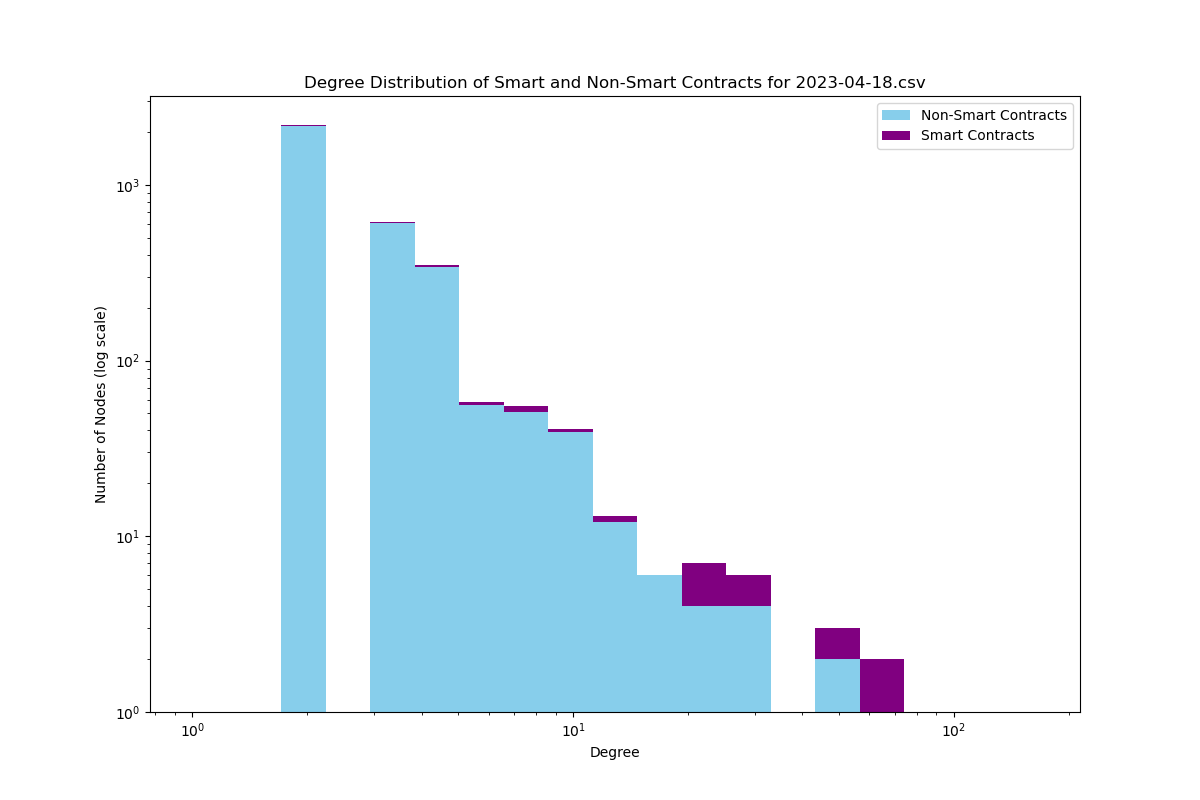 Degree Distribution of Smart and Non-Smart Contracts for 2023-04-18.csv
Non-Smart Contracts
Smart Contracts
Number of Nodes (log scale)
10³
10²
10¹
10⁰
10⁰ 10¹ 10²
Degree